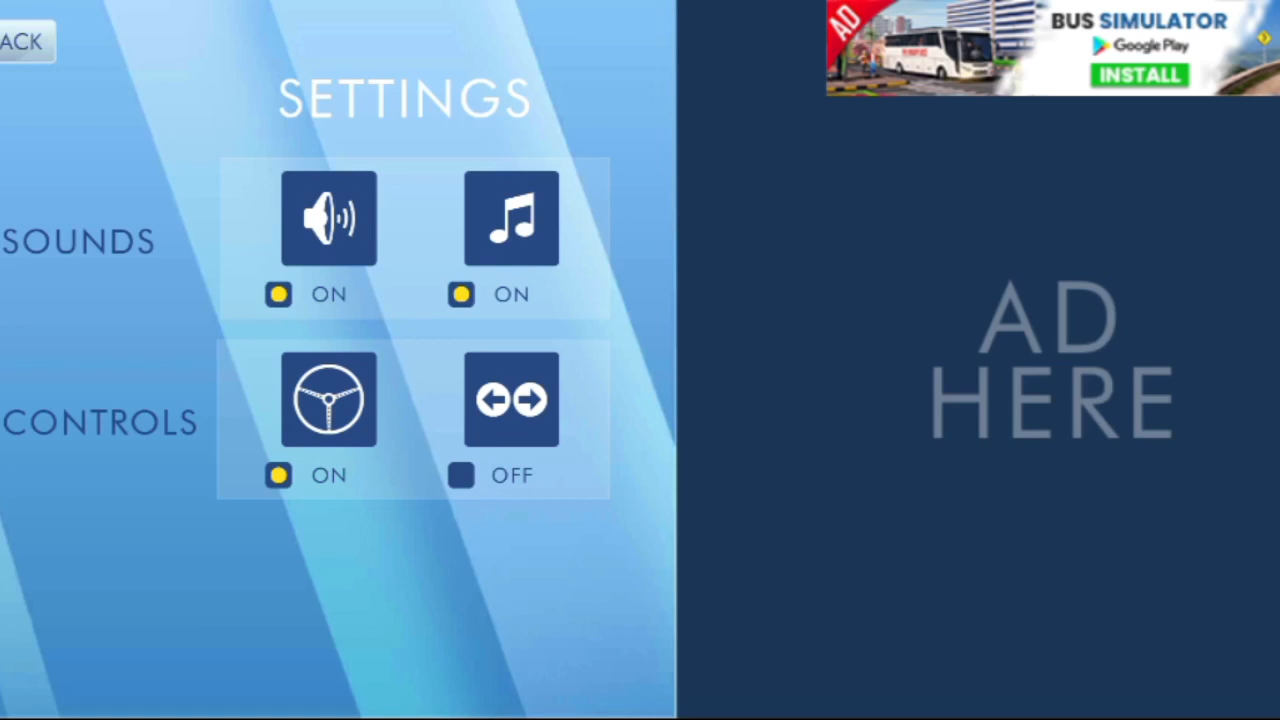 ACK
SETTINGS
SOUNDS
ON
ON
CONTROLS
ON
OFF
AD
BUS SIMULATOR
Google Play
INSTALL
AD
HERE